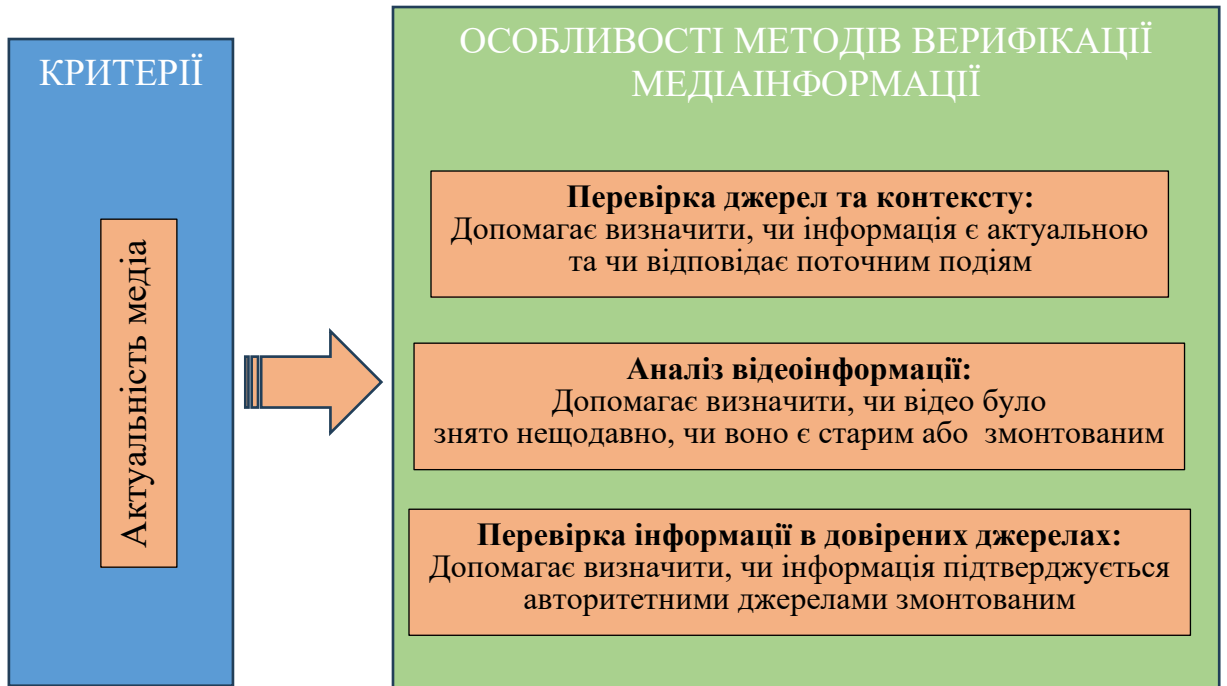 КРИТЕРІЇ
Актуальність медіа
ОСОБЛИВОСТІ МЕТОДІВ ВЕРИФІКАЦІЇ
МЕДІАІНФОРМАЦІЇ
Перевірка джерел та контексту:
Допомагає визначити, чи інформація є актуальною
та чи відповідає поточним подіям
Аналіз відеоінформації:
Допомагає визначити, чи відео було
знято нещодавно, чи воно є старим або змонтованим
Перевірка інформації в довірених джерелах:
Допомагає визначити, чи інформація підтверджується
авторитетними джерелами змонтованим